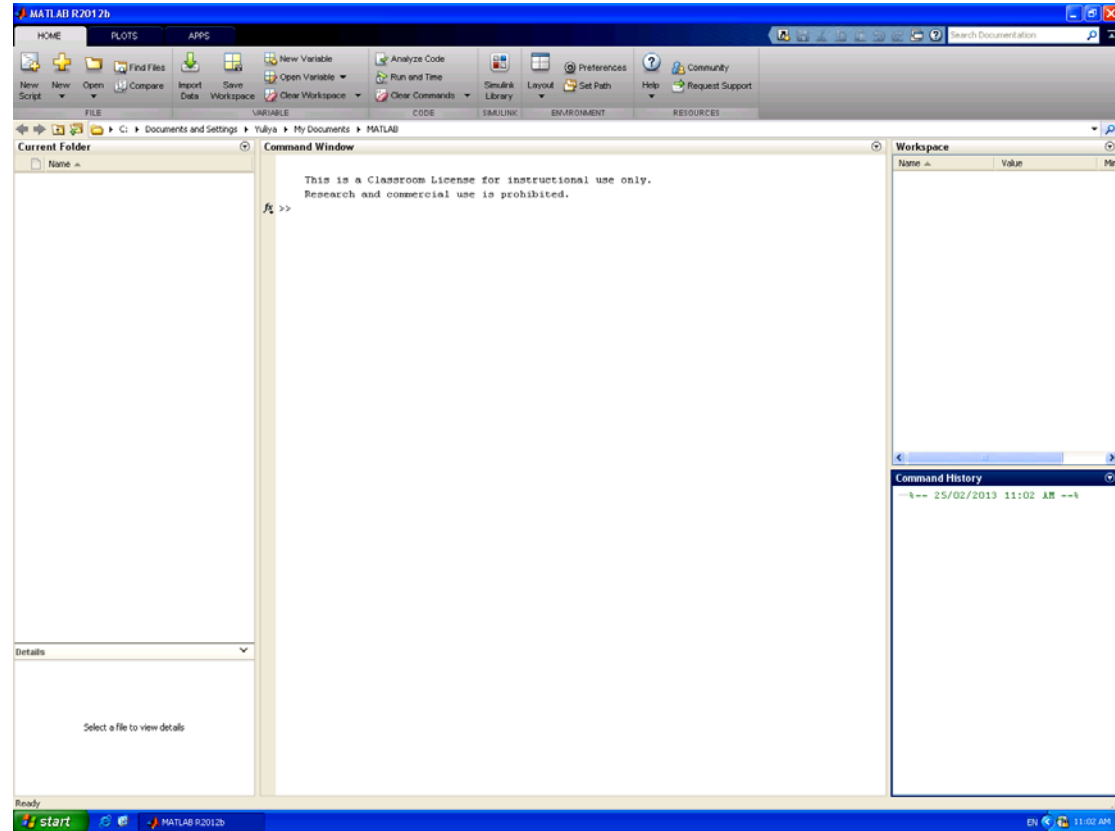 MATLAB R2012b
HOME PLOTS APPS
Search Documentation
New Script
New
Open
Find Files
Compare
Import Data
Save Workspace
New Variable
Open Variable
Clear Workspace
Analyze Code
Run and Time
Clear Commands
Simulink Library
Layout
Preferences
Set Path
Help
Community
Request Support
FILE VARIABLE CODE SIMULINK ENVIRONMENT RESOURCES
C: Documents and Settings Yuliya My Documents MATLAB
Current Folder
Name
Command Window
This is a Classroom License for instructional use only.
Research and commercial use is prohibited.
fx >>
Workspace
Name Value
Command History
%-- 25/02/2013 11:02 AM --%
Details
Select a file to view details
Ready
start MATLAB R2012b EN 11:02 AM